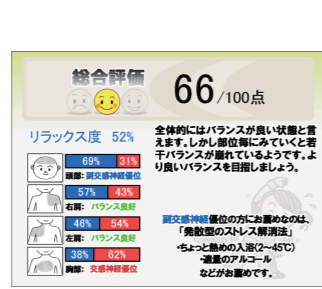 総合評価
66/100点
リラックス度 52%
69% 31%
頭部: 副交感神経優位
57% 43%
右肩: バランス良好
46% 54%
左肩: バランス良好
38% 62%
胸部: 交感神経優位
全体的にはバランスが良い状態と言
えます。しかし部位毎にみていくと若
干バランスが崩れているようです。よ
り良いバランスを目指しましょう。
副交感神経優位の方にお薦めなのは、
「発散型のストレス解消法」
・ちょっと熱めの入浴(2〜45℃)
・適量のアルコール
などがお薦めです。